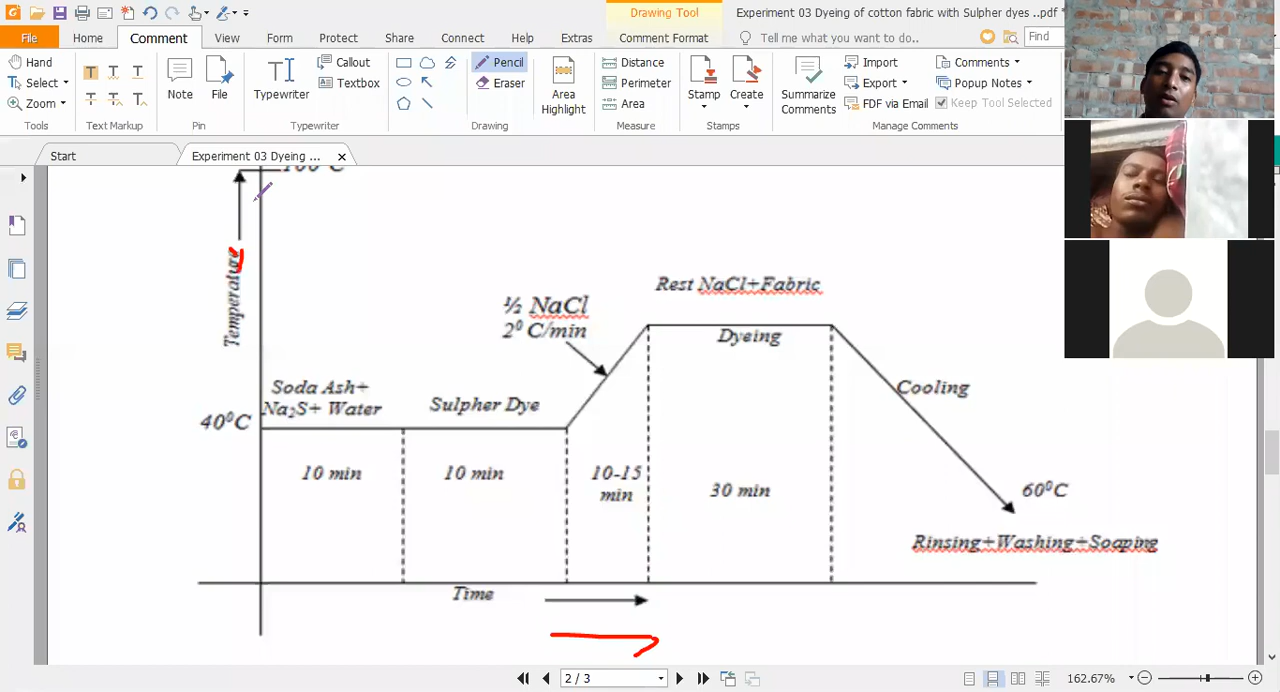 Drawing Tool
Experiment 03 Dyeing of cotton fabric with Sulpher dyes ..pdf *
File Home Comment View Form Protect Share Connect Help Extras Comment Format Tell me what you want to do.. Find
Hand
Select
Zoom
Tools
Text Markup
Note
File
Pin
Typewriter
Callout
Textbox
Typewriter
Pencil
Eraser
Drawing
Area
Highlight
Distance
Perimeter
Area
Measure
Stamp
Create
Stamps
Summarize
Comments
Import
Export
FDF via Email
Comments
Popup Notes
Keep Tool Selected
Manage Comments
Start
Experiment 03 Dyeing ...
100°C
Temperature
Rest NaCl+Fabric
½ NaCl
2⁰ C/min
Dyeing
Soda Ash+
Na₂S+ Water
Sulpher Dye
Cooling
40⁰C
10 min
10 min
10-15
min
30 min
60⁰C
Rinsing+Washing+Soaping
Time
2 / 3
162.67%